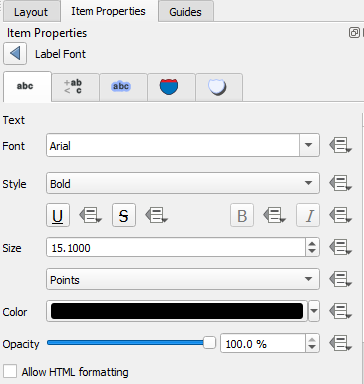 Layout Item Properties Guides
Item Properties
Label Font
abc +ab < c abc
Text
Font Arial
Style Bold
U S B I
Size 15.1000
Points
Color
Opacity 100.0 %
Allow HTML formatting